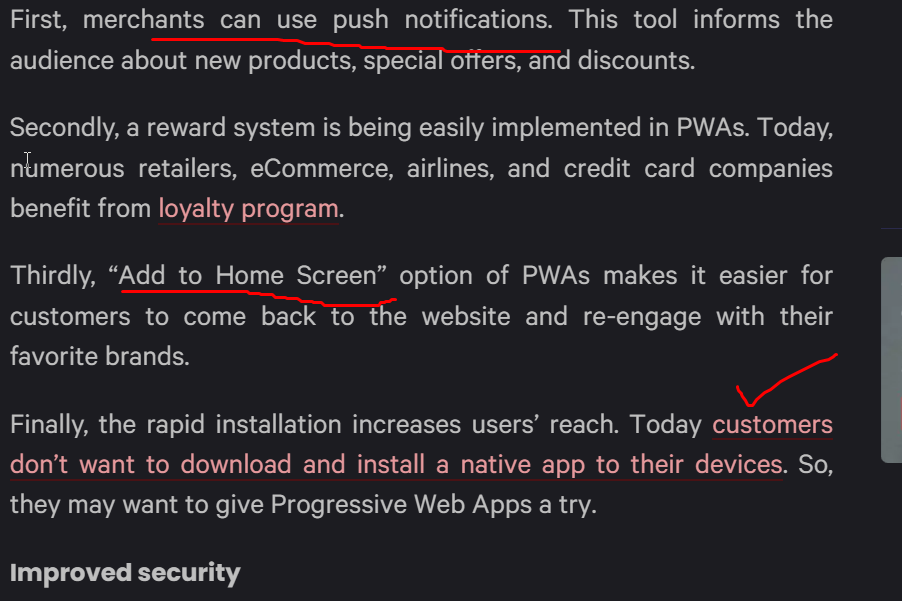 First, merchants can use push notifications. This tool informs the
audience about new products, special offers, and discounts.
Secondly, a reward system is being easily implemented in PWAs. Today,
numerous retailers, eCommerce, airlines, and credit card companies
benefit from loyalty program.
Thirdly, “Add to Home Screen” option of PWAs makes it easier for
customers to come back to the website and re-engage with their
favorite brands.
Finally, the rapid installation increases users’ reach. Today customers
don’t want to download and install a native app to their devices. So,
they may want to give Progressive Web Apps a try.
Improved security